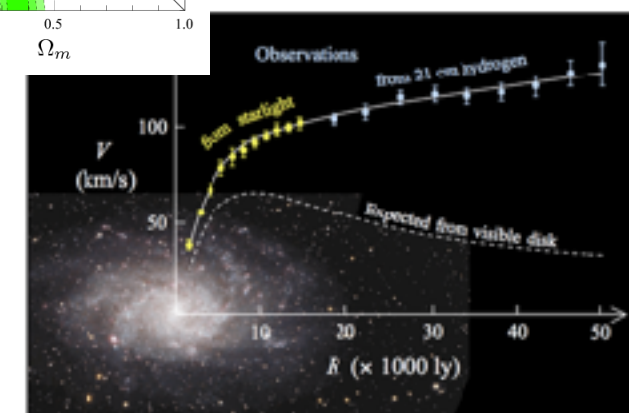 0.5 1.0
Ω_m
Observations
from 21 cm hydrogen
from starlight
100
V
(km/s)
50
Expected from visible disk
10 20 30 40 50
R (× 1000 ly)